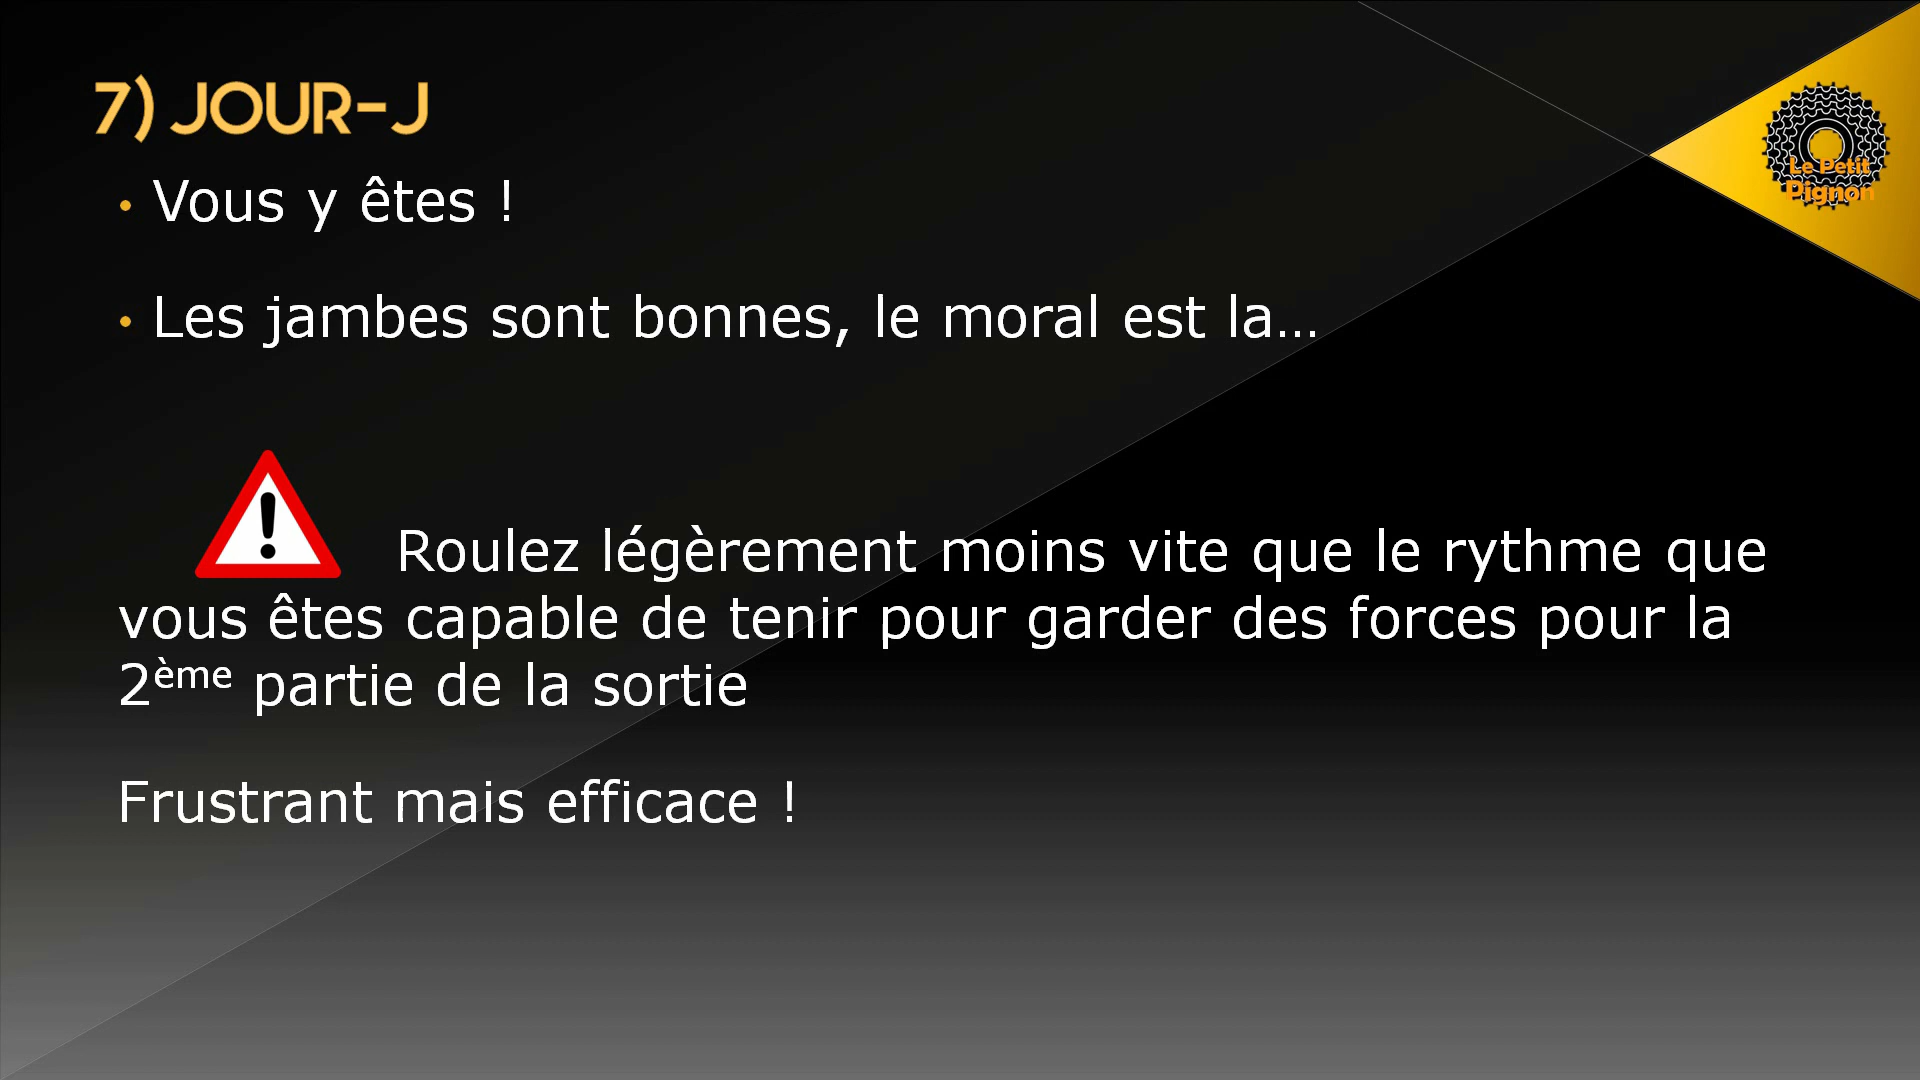 7) JOUR-J
Le Petit
Pignon
• Vous y êtes !
• Les jambes sont bonnes, le moral est la...
Roulez légèrement moins vite que le rythme que
vous êtes capable de tenir pour garder des forces pour la
2ème partie de la sortie
Frustrant mais efficace !